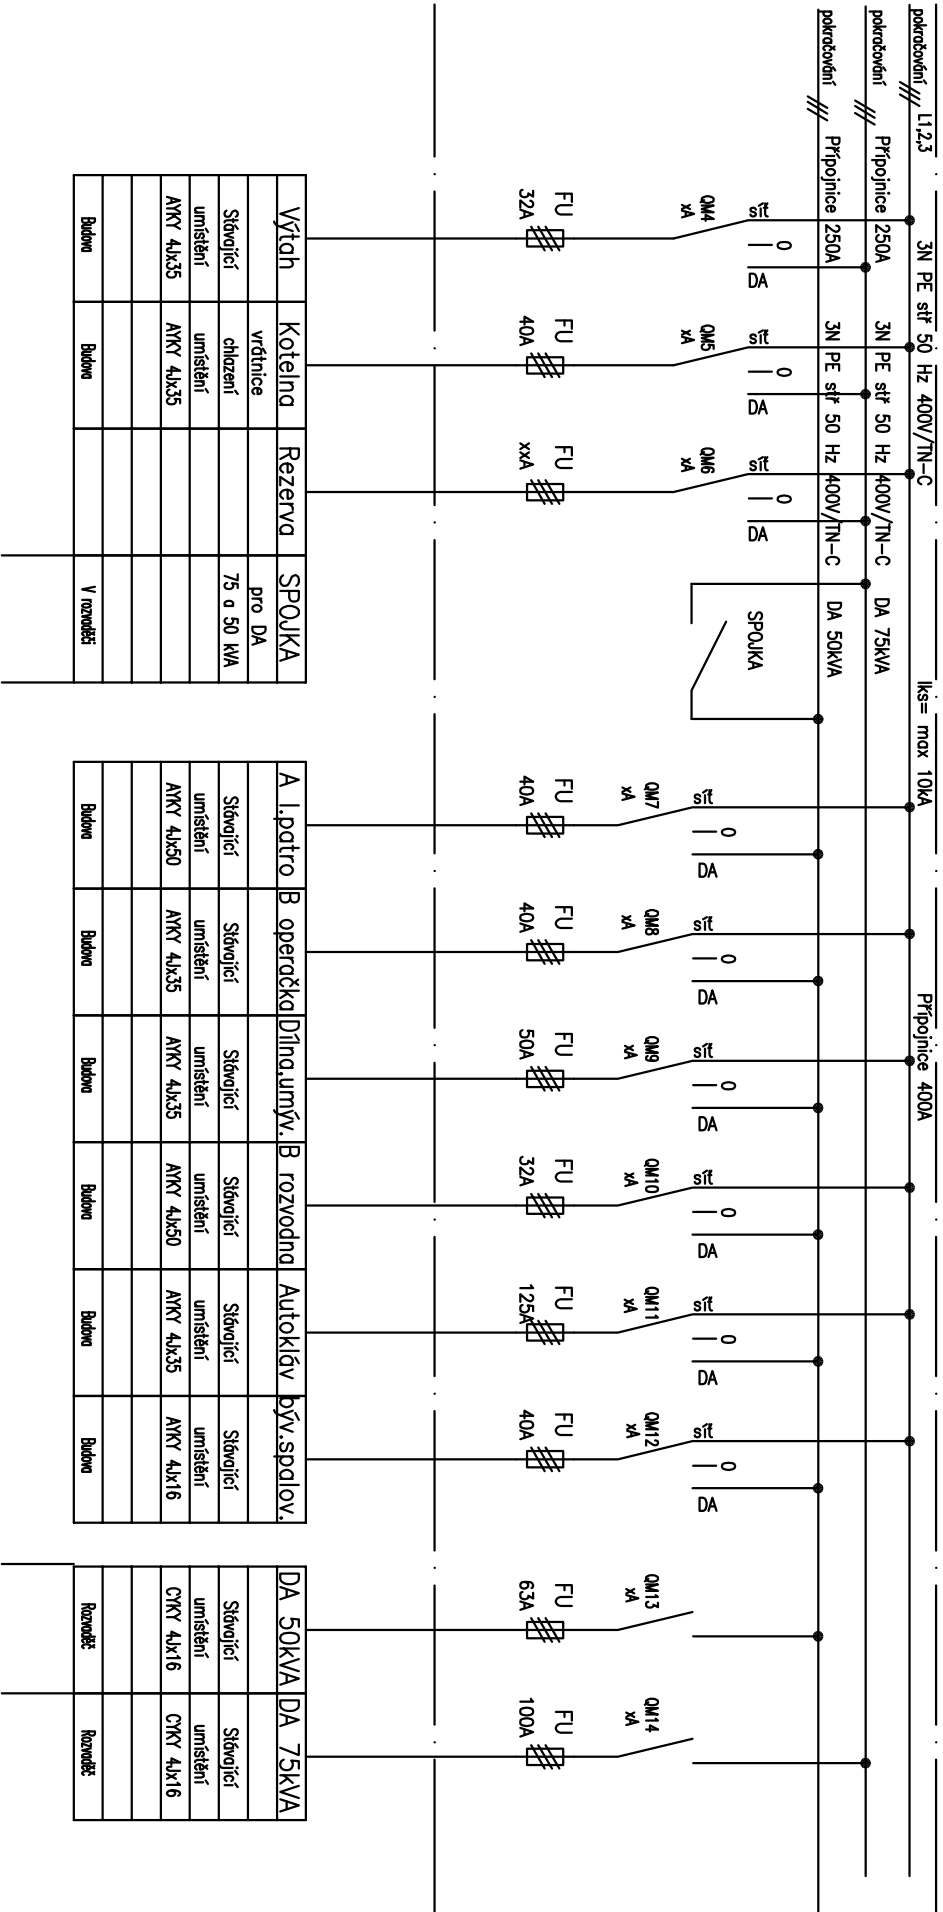 pokračování L1,2,3 3N PE stř 50 Hz 400V/TN-C Iks= max 10kA Přípojnice 400A
pokračování Přípojnice 250A 3N PE stř 50 Hz 400V/TN-C DA 75kVA
pokračování Přípojnice 250A 3N PE stř 50 Hz 400V/TN-C DA 50kVA
síť 0 DA
QM4
xA
FU
32A
síť 0 DA
QM5
xA
FU
40A
síť 0 DA
QM6
xA
FU
xxA
SPOJKA
síť 0 DA
QM7
xA
FU
40A
síť 0 DA
QM8
xA
FU
40A
síť 0 DA
QM9
xA
FU
50A
síť 0 DA
QM10
xA
FU
32A
síť 0 DA
QM11
xA
FU
125A
síť 0 DA
QM12
xA
FU
40A
QM13
xA
FU
63A
QM14
xA
FU
100A
Výtah
Stávající
umístění
AYKY 4Jx35
Budova
Kotelna
vrátnice
chlazení
umístění
AYKY 4Jx35
Budova
Rezerva
SPOJKA
pro DA
75 a 50 kVA
V rozvaděči
A I.patro
Stávající
umístění
AYKY 4Jx50
Budova
B operačka
Stávající
umístění
AYKY 4Jx35
Budova
Dílna,umýv.
Stávající
umístění
AYKY 4Jx35
Budova
B rozvodna
Stávající
umístění
AYKY 4Jx50
Budova
Autokláv
Stávající
umístění
AYKY 4Jx35
Budova
býv.spalov.
Stávající
umístění
AYKY 4Jx16
Budova
DA 50kVA
Stávající
umístění
CYKY 4Jx16
Rozvaděč
DA 75kVA
Stávající
umístění
CYKY 4Jx16
Rozvaděč